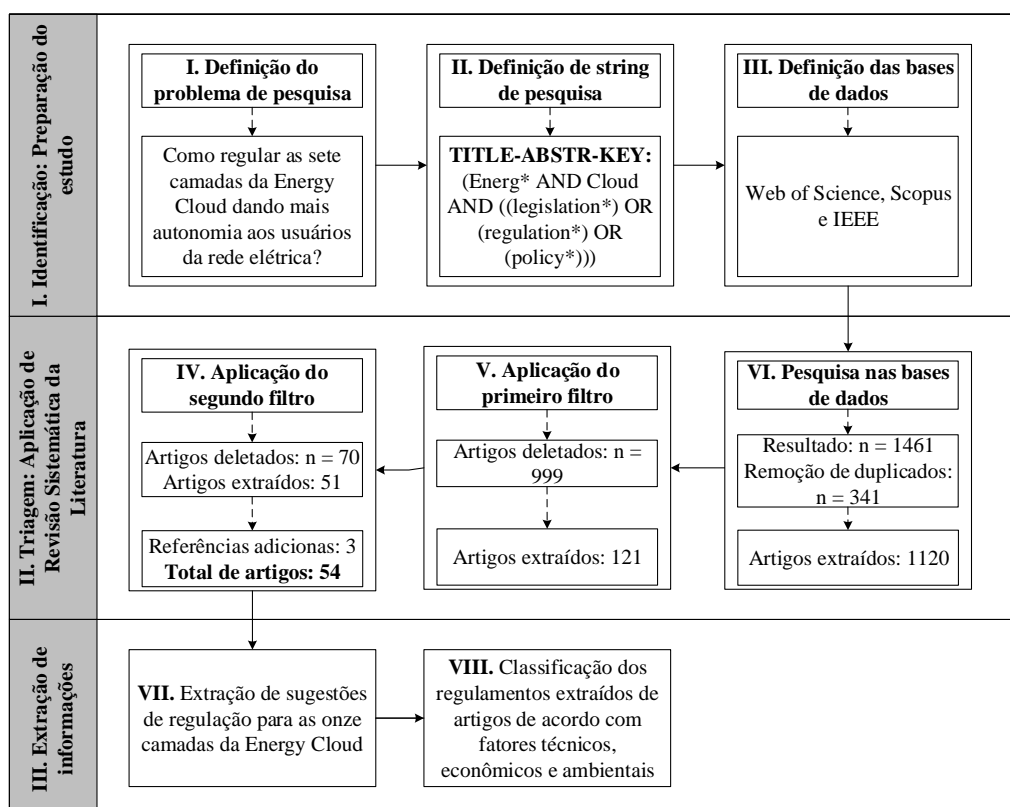 I. Identificação: Preparação do
estudo
I. Definição do
problema de pesquisa
Como regular as sete
camadas da Energy
Cloud dando mais
autonomia aos usuários
da rede elétrica?
II. Definição de string
de pesquisa
TITLE-ABSTR-KEY:
(Energ* AND Cloud
AND ((legislation*) OR
(regulation*) OR
(policy*)))
III. Definição das bases
de dados
Web of Science, Scopus
e IEEE
II. Triagem: Aplicação de
Revisão Sistemática da
Literatura
IV. Aplicação do
segundo filtro
Artigos deletados: n = 70
Artigos extraídos: 51
Referências adicionas: 3
Total de artigos: 54
V. Aplicação do
primeiro filtro
Artigos deletados: n =
999
Artigos extraídos: 121
VI. Pesquisa nas bases
de dados
Resultado: n = 1461
Remoção de duplicados:
n = 341
Artigos extraídos: 1120
III. Extração de
informações
VII. Extração de sugestões
de regulação para as onze
camadas da Energy Cloud
VIII. Classificação dos
regulamentos extraídos de
artigos de acordo com
fatores técnicos,
econômicos e ambientais